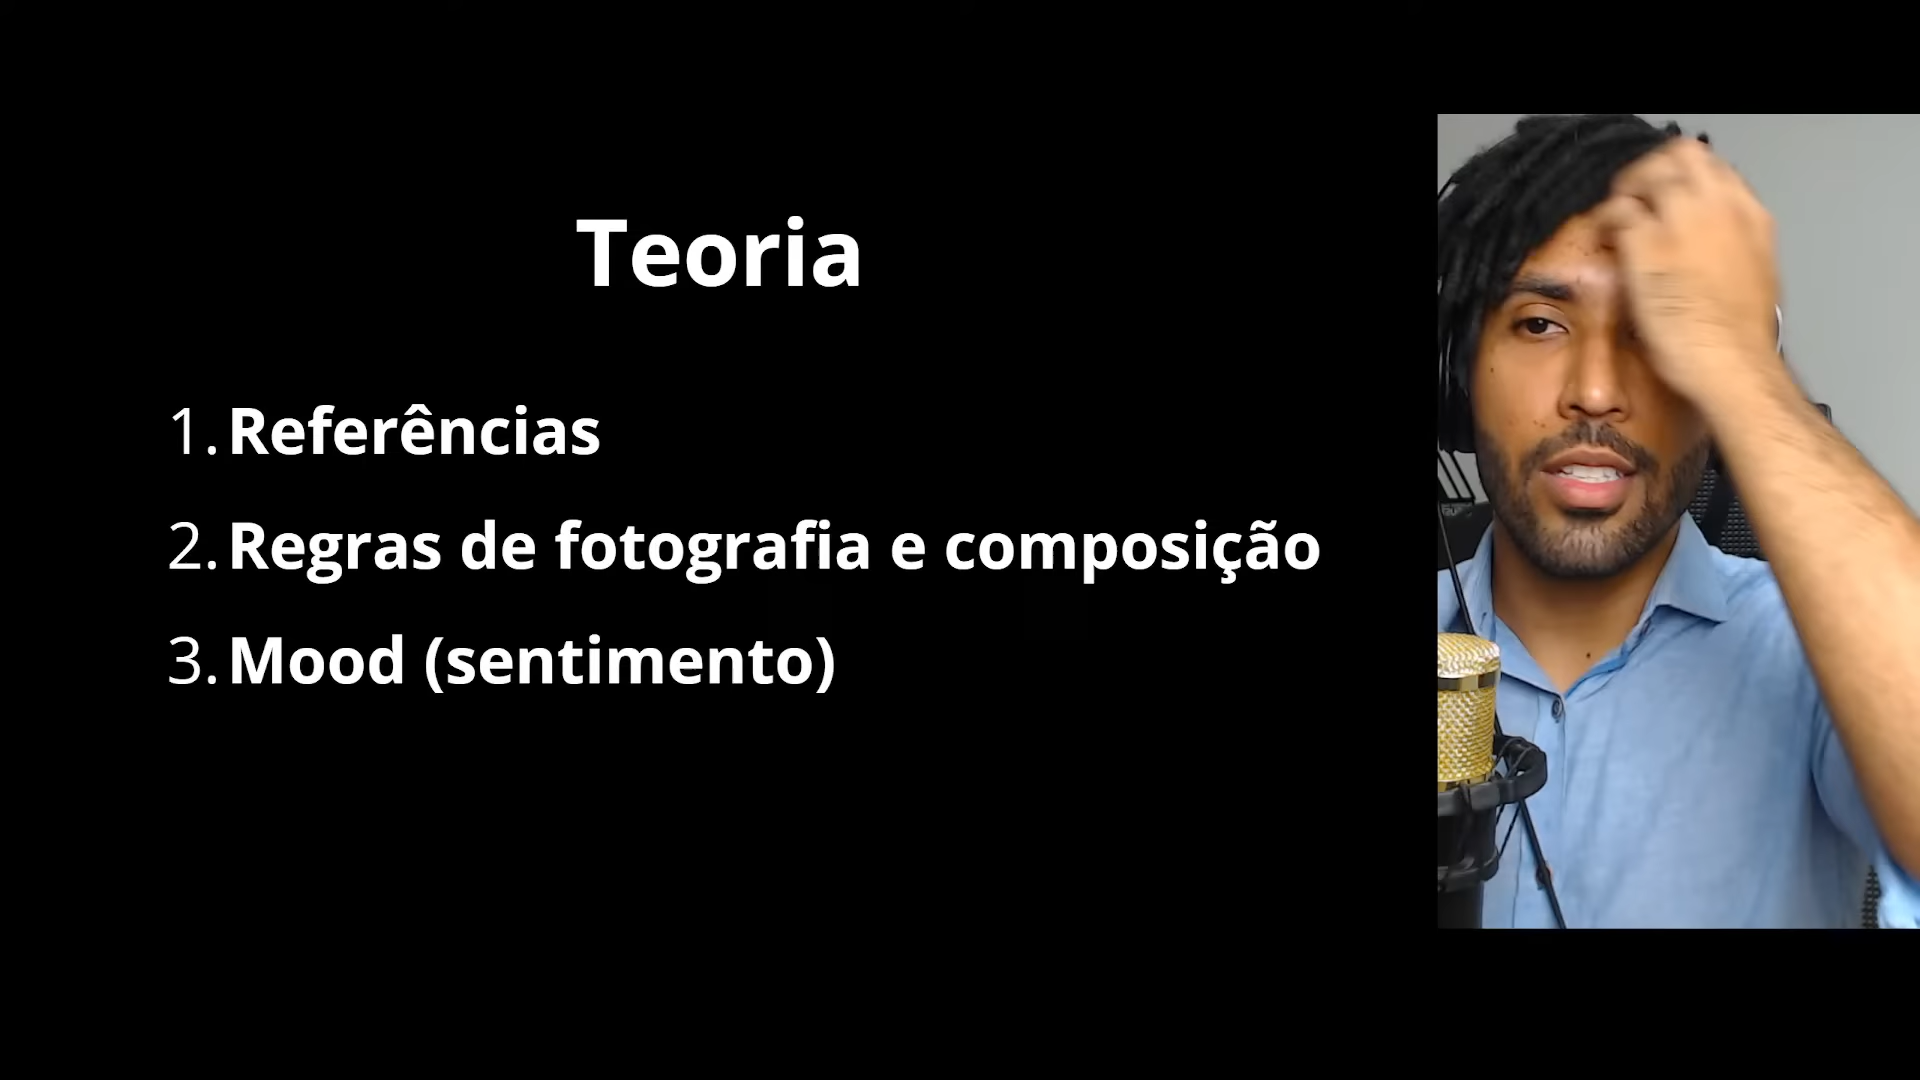 Teoria
1. Referências
2. Regras de fotografia e composição
3. Mood (sentimento)